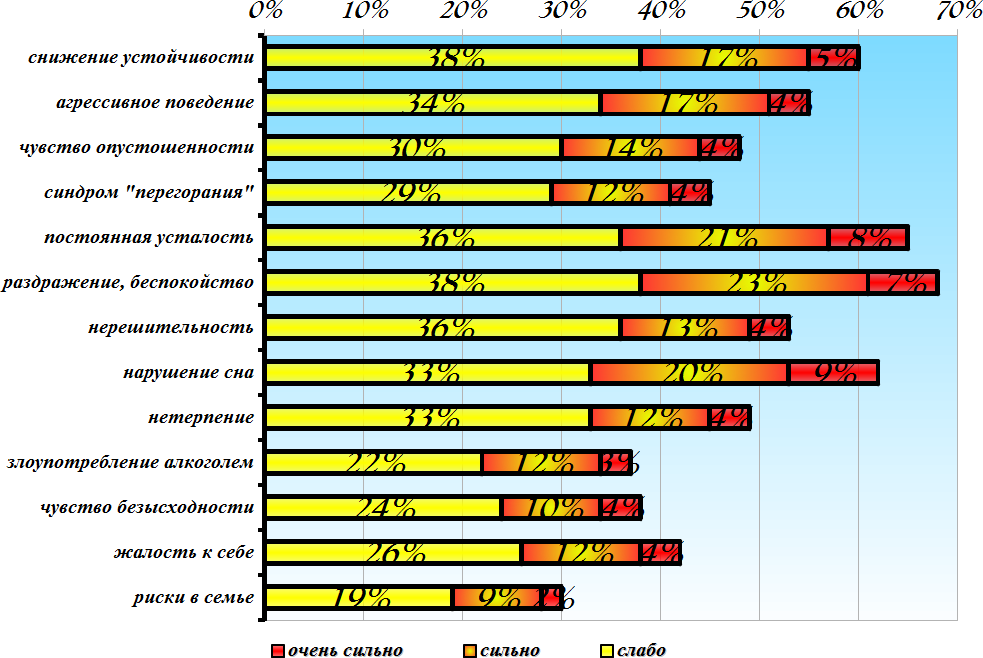 0% 10% 20% 30% 40% 50% 60% 70%
снижение устойчивости 38% 17% 5%
агрессивное поведение 34% 17% 4%
чувство опустошенности 30% 14% 4%
синдром "перегорания" 29% 12% 4%
постоянная усталость 36% 21% 8%
раздражение, беспокойство 38% 23% 7%
нерешительность 36% 13% 4%
нарушение сна 33% 20% 9%
нетерпение 33% 12% 4%
злоупотребление алкоголем 22% 12% 3%
чувство безысходности 24% 10% 4%
жалость к себе 26% 12% 4%
риски в семье 19% 9% 2%
очень сильно сильно слабо